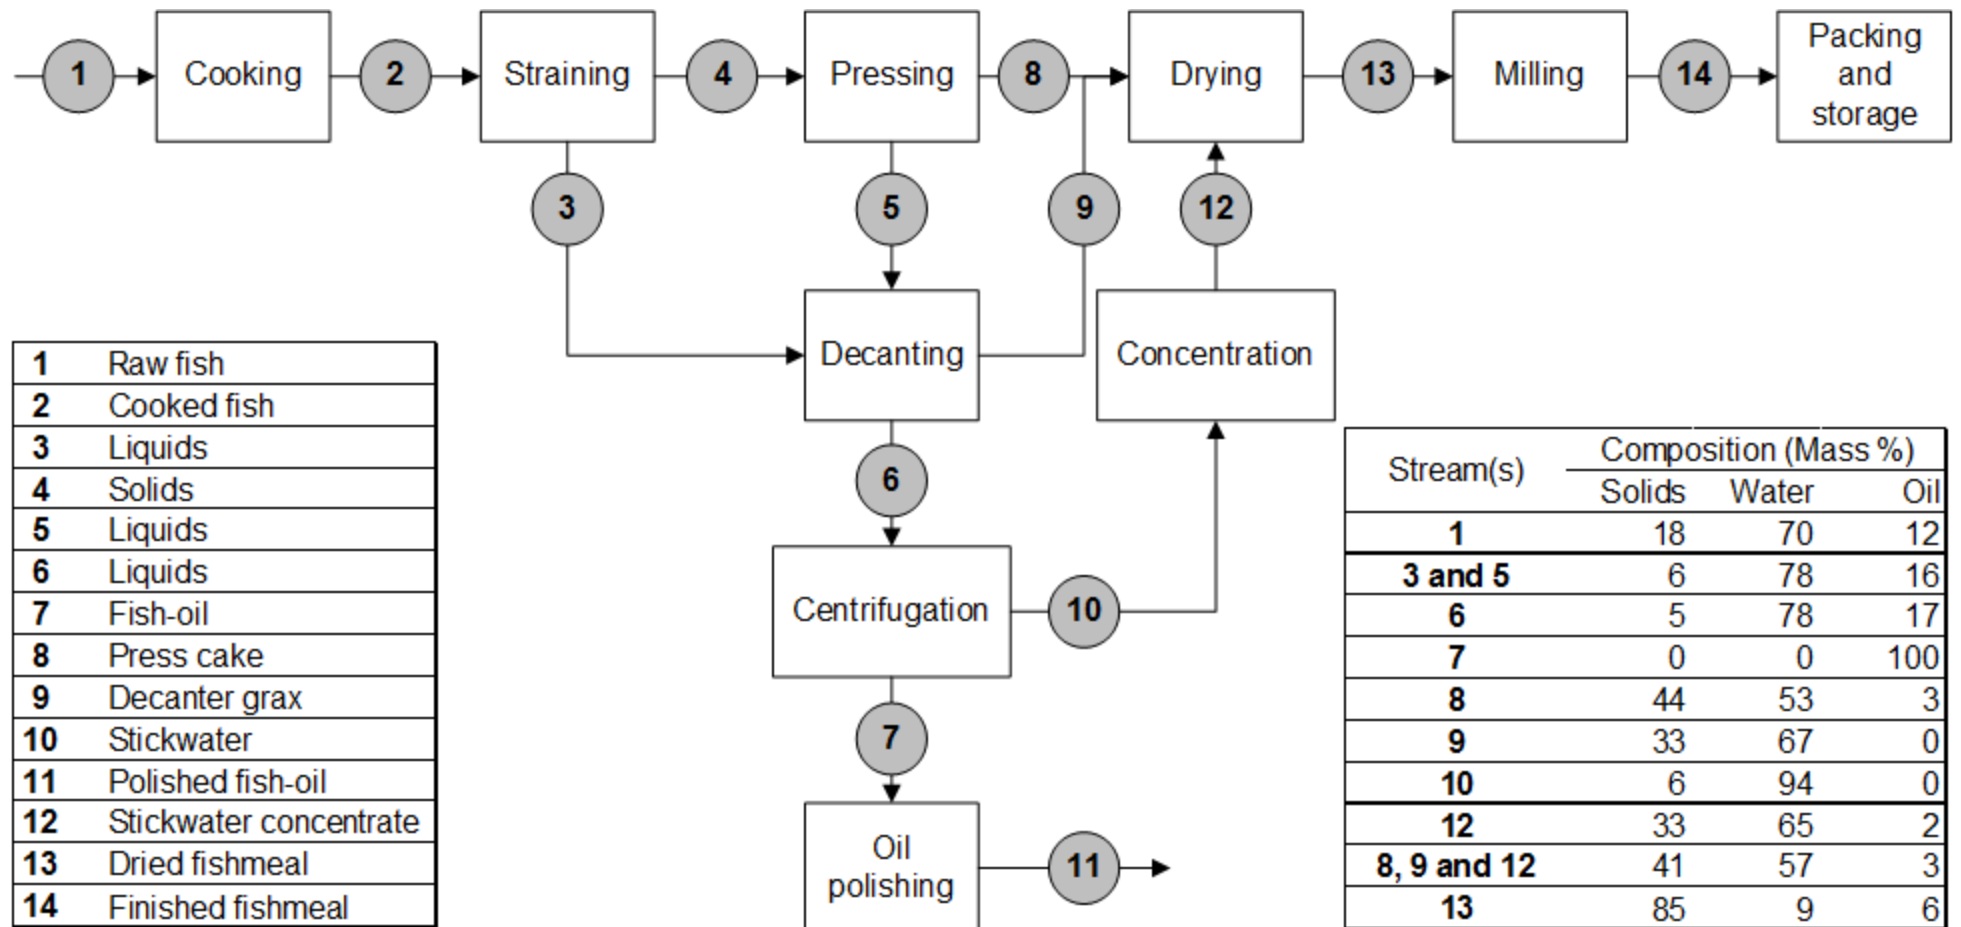 1
Cooking
2
Straining
4
Pressing
8
Drying
13
Milling
14
Packing
and
storage
3
5
9
12
Decanting
Concentration
6
Centrifugation
10
7
Oil
polishing
11
1 Raw fish
2 Cooked fish
3 Liquids
4 Solids
5 Liquids
6 Liquids
7 Fish-oil
8 Press cake
9 Decanter grax
10 Stickwater
11 Polished fish-oil
12 Stickwater concentrate
13 Dried fishmeal
14 Finished fishmeal
Stream(s) Composition (Mass %)
Solids Water Oil
1 18 70 12
3 and 5 6 78 16
6 5 78 17
7 0 0 100
8 44 53 3
9 33 67 0
10 6 94 0
12 33 65 2
8, 9 and 12 41 57 3
13 85 9 6